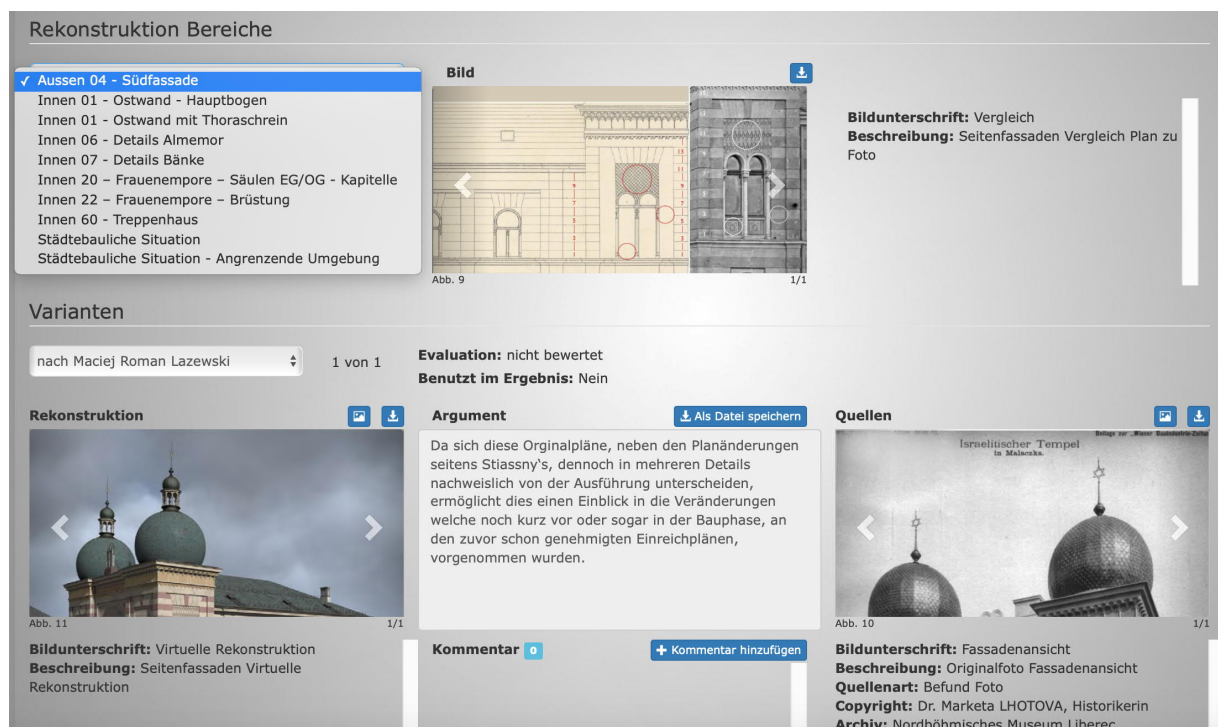 Rekonstruktion Bereiche
✓ Aussen 04 - Südfassade
Innen 01 - Ostwand - Hauptbogen
Innen 01 - Ostwand mit Thoraschrein
Innen 06 - Details Almemor
Innen 07 - Details Bänke
Innen 20 – Frauenempore – Säulen EG/OG - Kapitelle
Innen 22 – Frauenempore – Brüstung
Innen 60 - Treppenhaus
Städtebauliche Situation
Städtebauliche Situation - Angrenzende Umgebung
Bild
Abb. 9
1/1
Bildunterschrift: Vergleich
Beschreibung: Seitenfassaden Vergleich Plan zu
Foto
Varianten
nach Maciej Roman Lazewski
1 von 1
Evaluation: nicht bewertet
Benutzt im Ergebnis: Nein
Rekonstruktion
Abb. 11
1/1
Bildunterschrift: Virtuelle Rekonstruktion
Beschreibung: Seitenfassaden Virtuelle
Rekonstruktion
Argument
Als Datei speichern
Da sich diese Orginalpläne, neben den Planänderungen
seitens Stiassny's, dennoch in mehreren Details
nachweislich von der Ausführung unterscheiden,
ermöglicht dies einen Einblick in die Veränderungen
welche noch kurz vor oder sogar in der Bauphase, an
den zuvor schon genehmigten Einreichplänen,
vorgenommen wurden.
Kommentar 0
+ Kommentar hinzufügen
Quellen
Beilage zur „Wiener Bauindustrie-Zeitung
Israelitischer Tempel
in Malaczka.
Abb. 10
1/1
Bildunterschrift: Fassadenansicht
Beschreibung: Originalfoto Fassadenansicht
Quellenart: Befund Foto
Copyright: Dr. Marketa LHOTOVA, Historikerin
Archiv: Nordböhmisches Museum Liberec